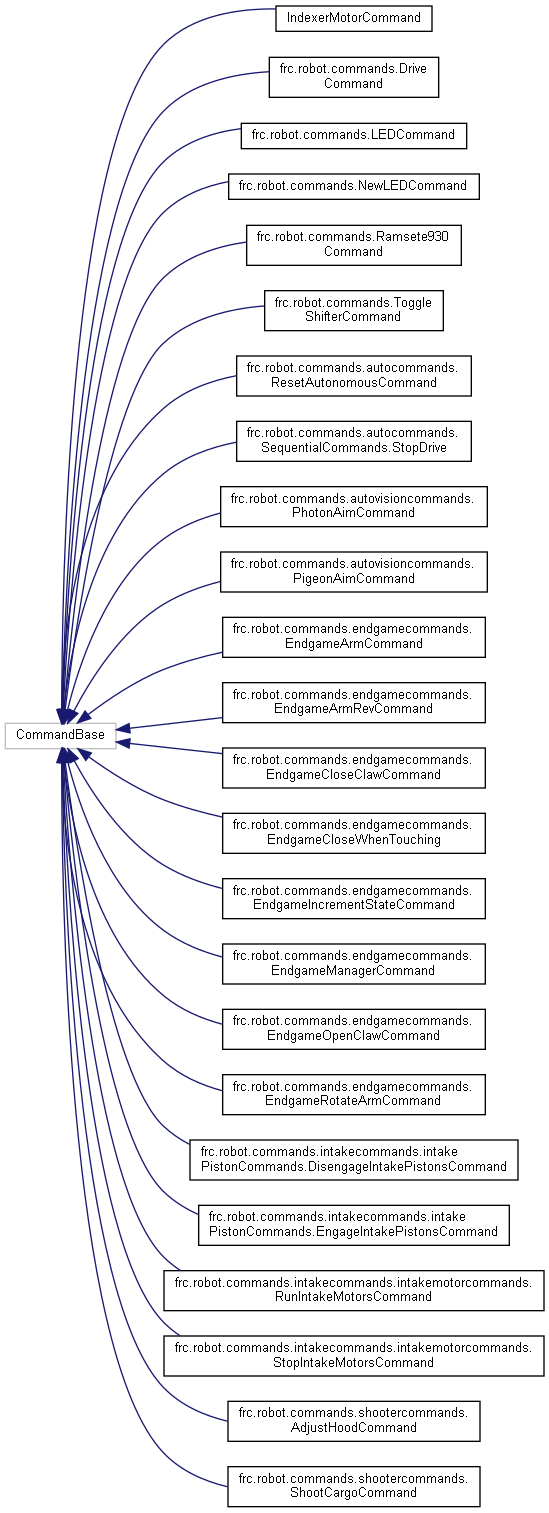 IndexerMotorCommand
frc.robot.commands.Drive
Command
frc.robot.commands.LEDCommand
frc.robot.commands.NewLEDCommand
frc.robot.commands.Ramsete930
Command
frc.robot.commands.Toggle
ShifterCommand
frc.robot.commands.autocommands.
ResetAutonomousCommand
frc.robot.commands.autocommands.
SequentialCommands.StopDrive
frc.robot.commands.autovisioncommands.
PhotonAimCommand
frc.robot.commands.autovisioncommands.
PigeonAimCommand
frc.robot.commands.endgamecommands.
EndgameArmCommand
frc.robot.commands.endgamecommands.
EndgameArmRevCommand
CommandBase
frc.robot.commands.endgamecommands.
EndgameCloseClawCommand
frc.robot.commands.endgamecommands.
EndgameCloseWhenTouching
frc.robot.commands.endgamecommands.
EndgameIncrementStateCommand
frc.robot.commands.endgamecommands.
EndgameManagerCommand
frc.robot.commands.endgamecommands.
EndgameOpenClawCommand
frc.robot.commands.endgamecommands.
EndgameRotateArmCommand
frc.robot.commands.intakecommands.intake
PistonCommands.DisengageIntakePistonsCommand
frc.robot.commands.intakecommands.intake
PistonCommands.EngageIntakePistonsCommand
frc.robot.commands.intakecommands.intakemotorcommands.
RunIntakeMotorsCommand
frc.robot.commands.intakecommands.intakemotorcommands.
StopIntakeMotorsCommand
frc.robot.commands.shootercommands.
AdjustHoodCommand
frc.robot.commands.shootercommands.
ShootCargoCommand